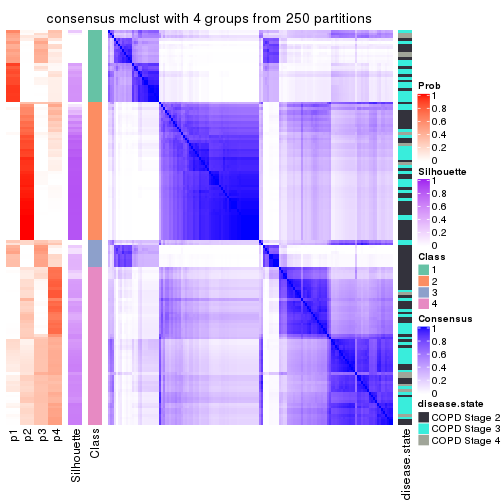 consensus mclust with 4 groups from 250 partitions
Prob
1
0.8
0.6
0.4
0.2
0
Silhouette
1
0.8
0.6
0.4
0.2
0
Class
1
2
3
4
Consensus
1
0.8
0.6
0.4
0.2
0
disease.state
COPD Stage 2
COPD Stage 3
COPD Stage 4
p1
p2
p3
p4
Silhouette
Class
disease.state